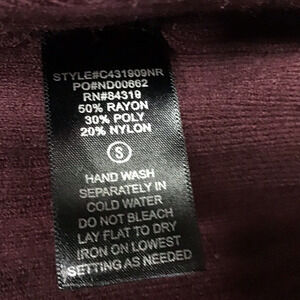 STYLE#C431909NR
PO#ND00662
RN#84319
50% RAYON
30% POLY
20% NYLON
S
HAND WASH
SEPARATELY IN
COLD WATER
DO NOT BLEACH
LAY FLAT TO DRY
IRON ON LOWEST
SETTING AS NEEDED